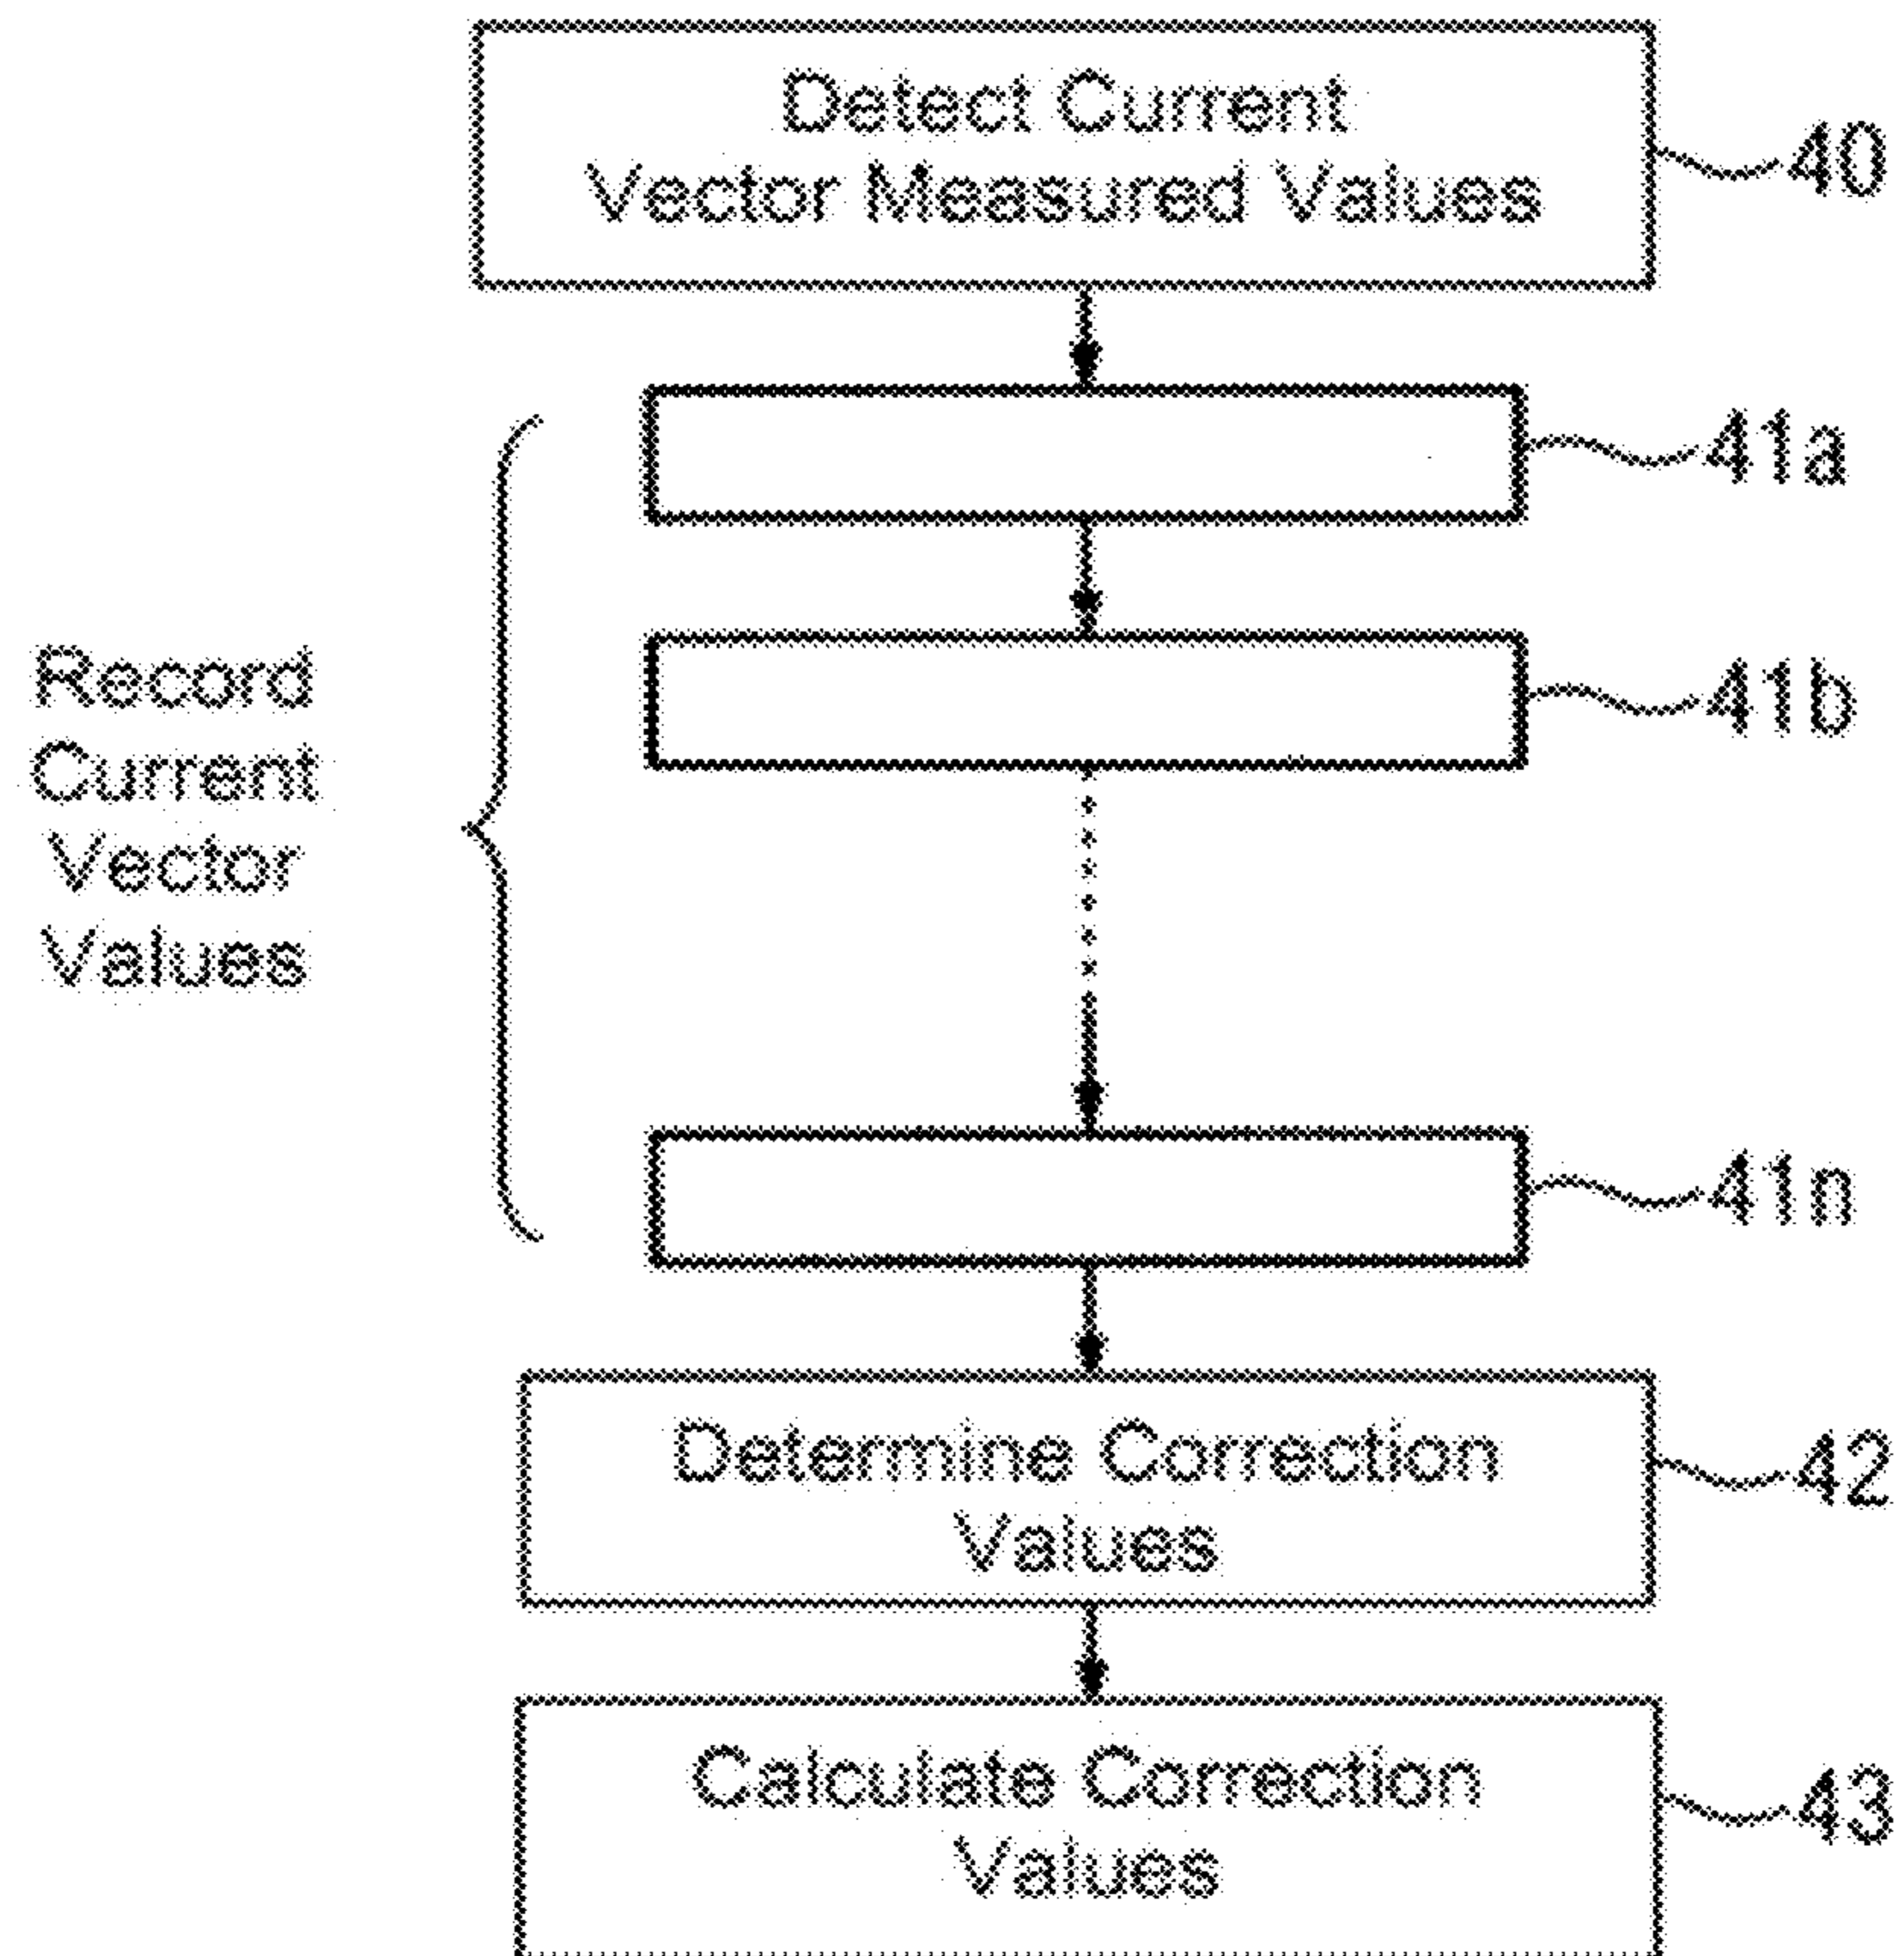 Detect Current
Vector Measured Values
40
41a
41b
Record
Current
Vector
Values
41n
Determine Correction
Values
42
Calculate Correction
Values
43